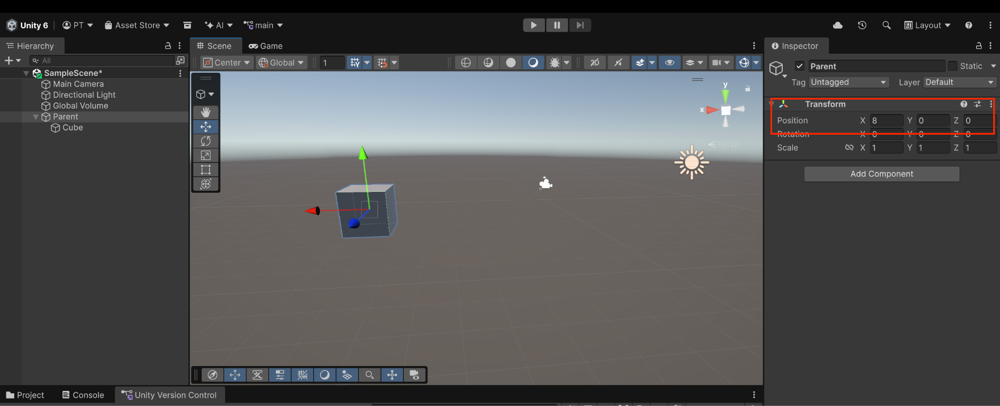 Unity 6 PT Asset Store AI main Layout
Hierarchy
All
SampleScene*
Main Camera
Directional Light
Global Volume
Parent
Cube
Scene Game
Center Global 1 2D
y
x
Persp
Inspector
Parent Static
Tag Untagged Layer Default
Transform
Position X 8 Y 0 Z 0
Rotation X 0 Y 0 Z 0
Scale X 1 Y 1 Z 1
Add Component
Project Console Unity Version Control